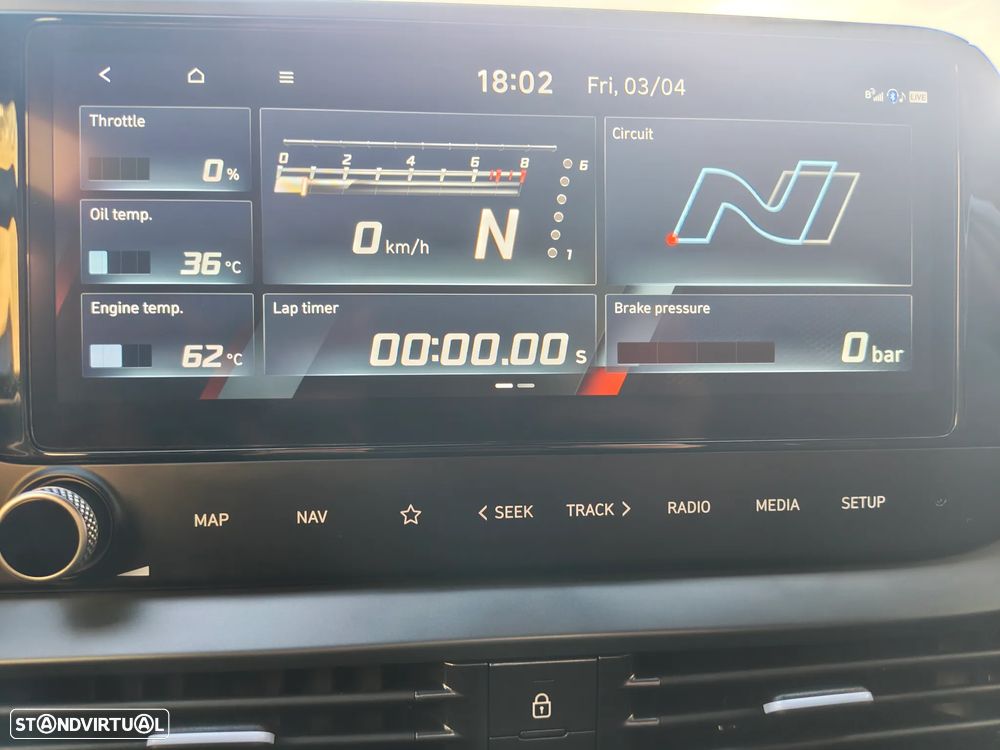 18:02 Fri, 03/04
LIVE
Throttle
0 %
Oil temp.
36 °C
Engine temp.
62 °C
0 2 4 6 8
6
1
0 km/h N
Lap timer
00:00.00 s
Circuit
Brake pressure
0 bar
MAP NAV < SEEK TRACK > RADIO MEDIA SETUP
STANDVIRTUAL